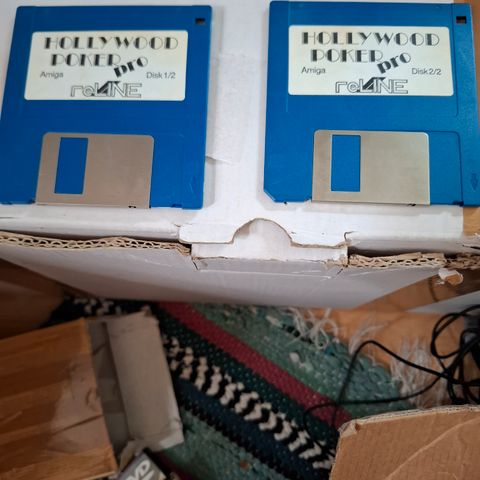 HOLLYWOOD
POKER pro
Amiga Disk 1/2
reLINE
HOLLYWOOD
POKER pro
Amiga Disk 2/2
reLINE